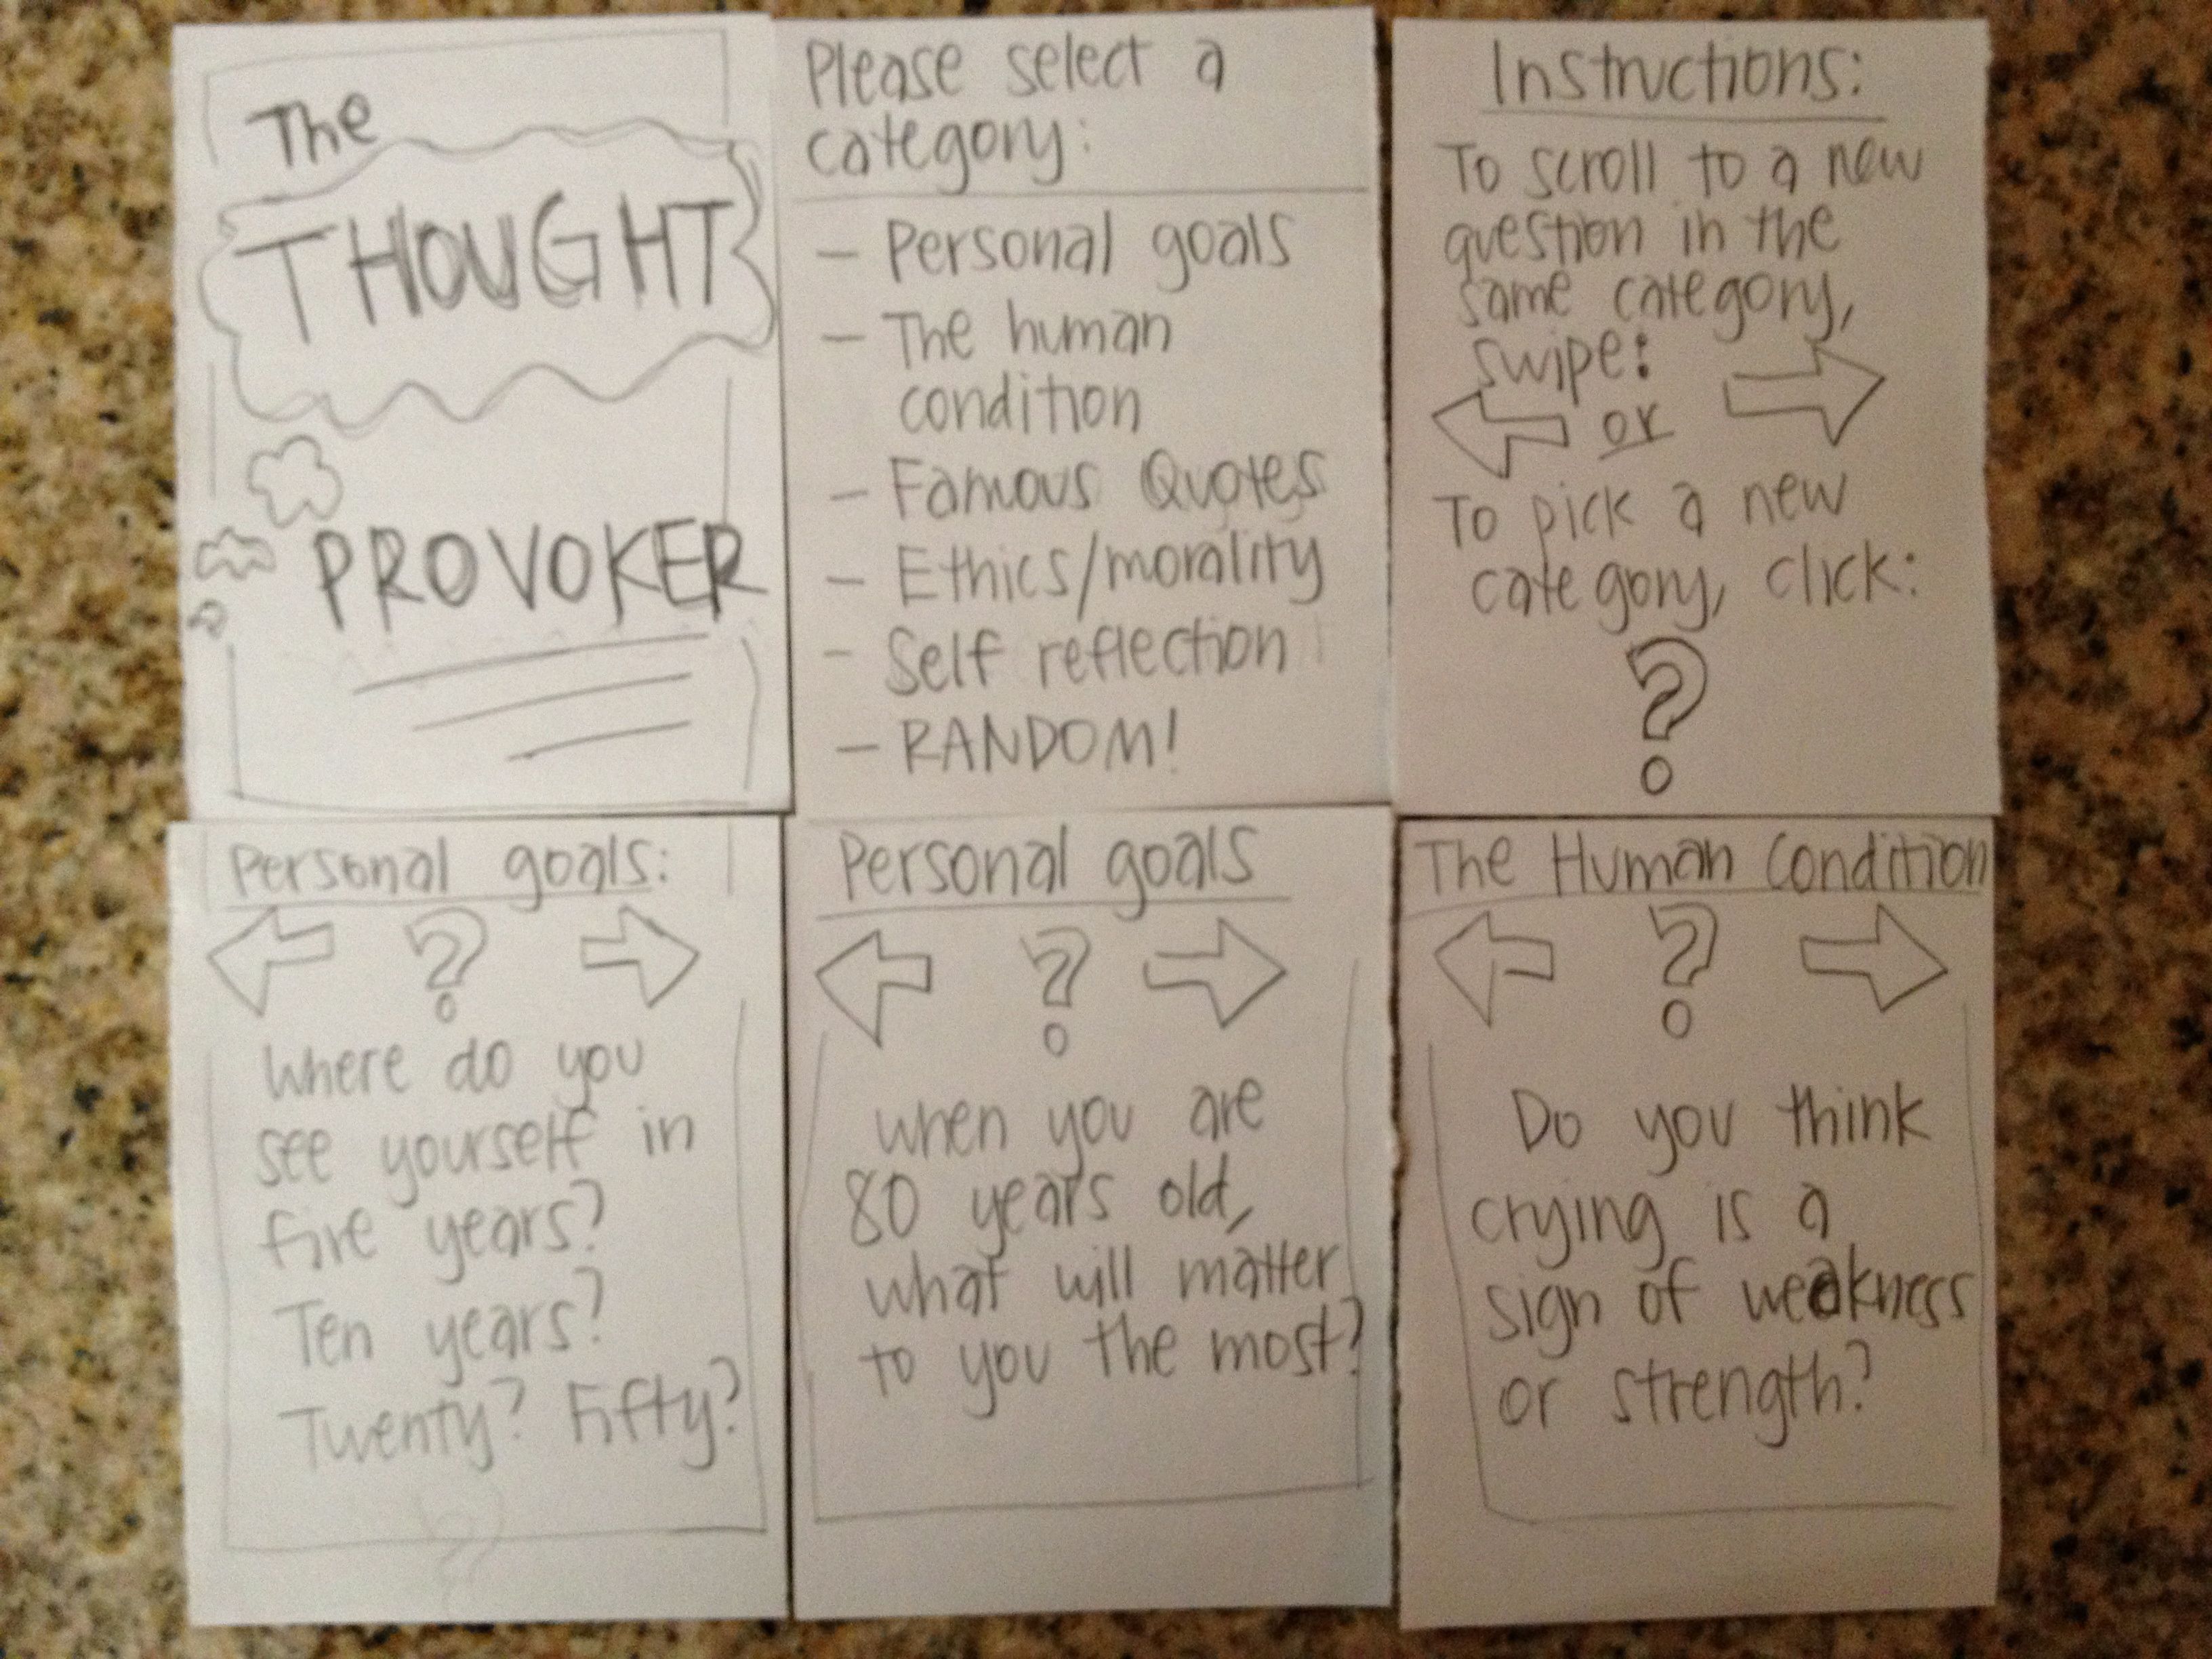 The
THOUGHT
PROVOKER
Please select a
category:
- Personal goals
- The human
condition
- Famous Quotes
- Ethics/morality
- Self reflection
- RANDOM!
Instructions:
To scroll to a new
question in the
same category,
swipe:
or
To pick a new
category, click:
?
Personal goals:
?
Where do you
see yourself in
five years?
Ten years?
Twenty? Fifty?
Personal goals
?
when you are
80 years old,
what will matter
to you the most?
The Human Condition
?
Do you think
crying is a
sign of weakness
or strength?